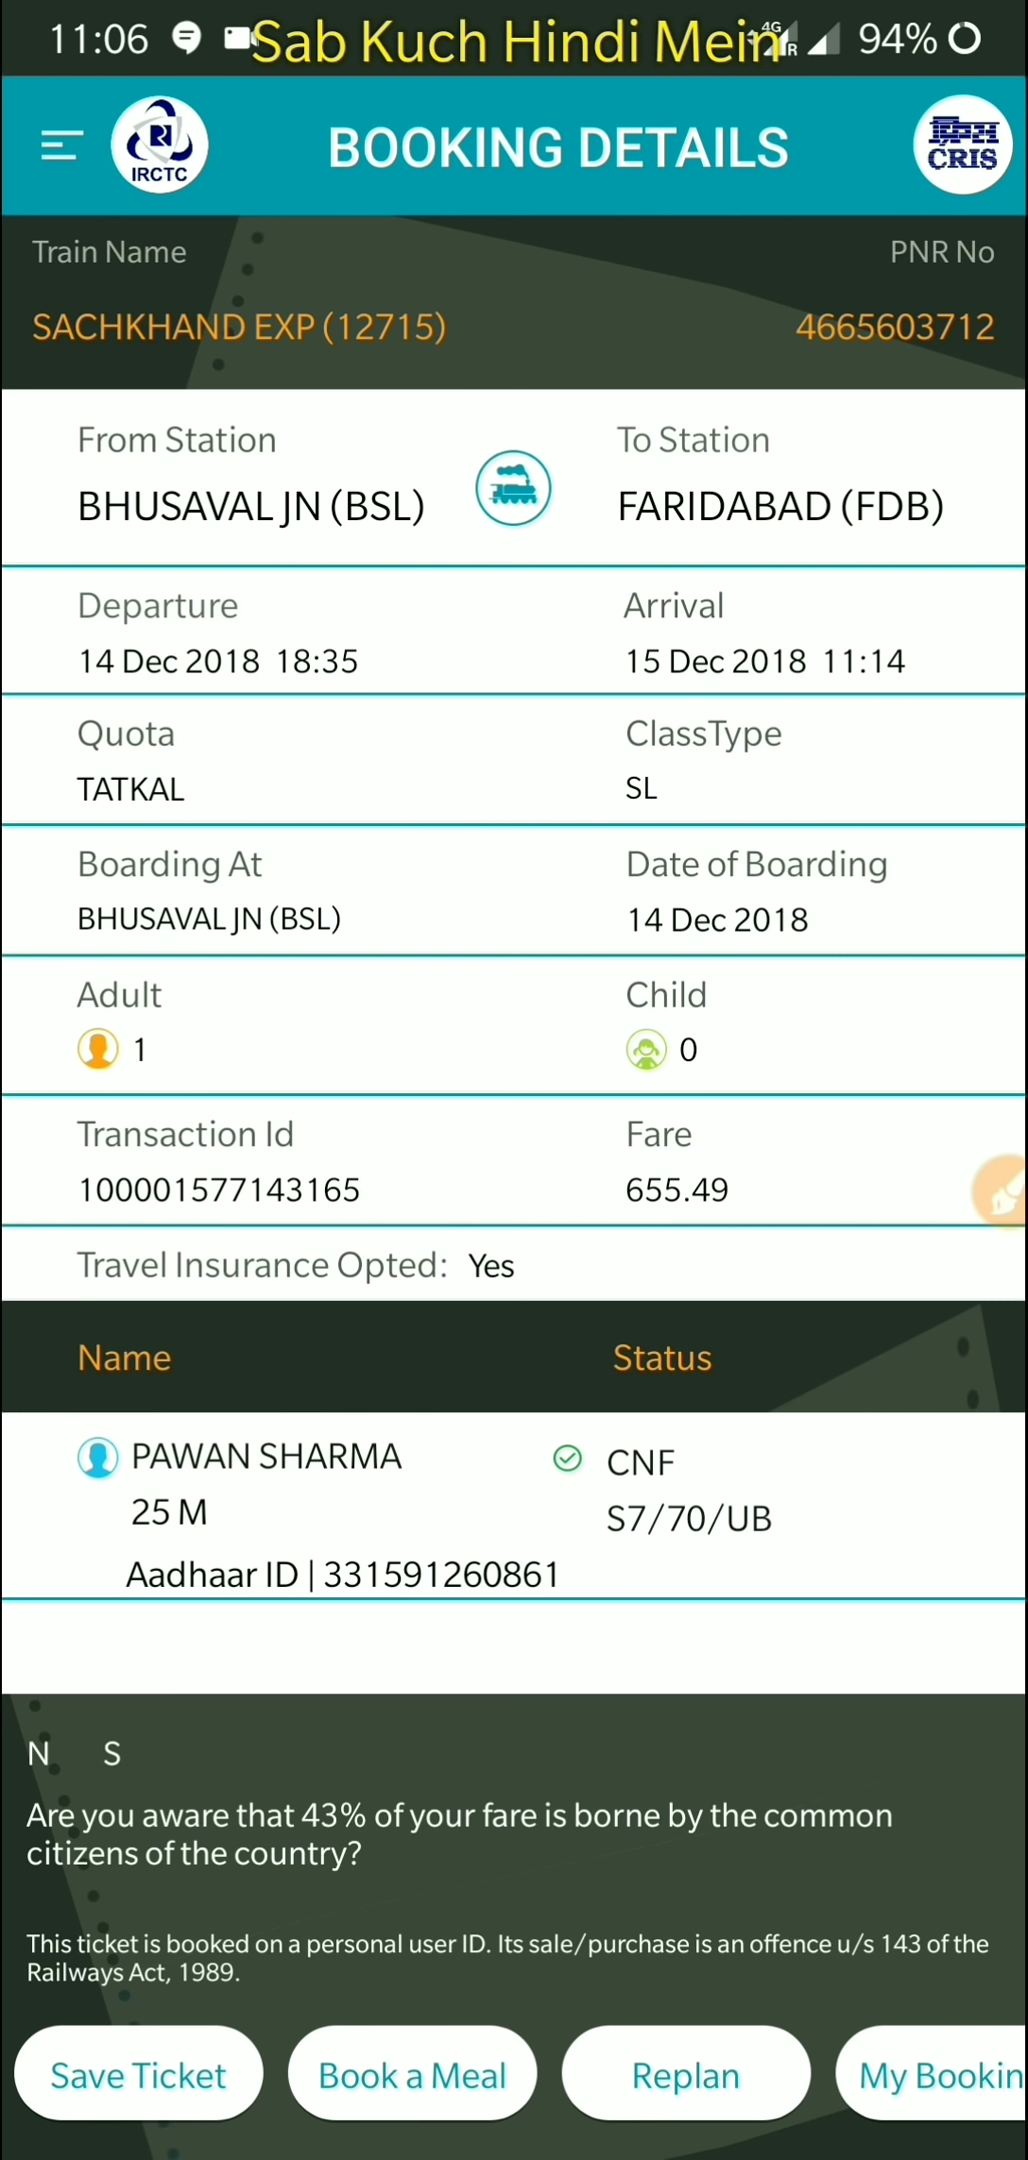 11:06 Sab Kuch Hindi Mein 4G R 94%
IRCTC BOOKING DETAILS क्रिस CRIS
Train Name PNR No
SACHKHAND EXP (12715) 4665603712
From Station To Station
BHUSAVAL JN (BSL) FARIDABAD (FDB)
Departure Arrival
14 Dec 2018 18:35 15 Dec 2018 11:14
Quota ClassType
TATKAL SL
Boarding At Date of Boarding
BHUSAVAL JN (BSL) 14 Dec 2018
Adult Child
1 0
Transaction Id Fare
100001577143165 655.49
Travel Insurance Opted: Yes
Name Status
PAWAN SHARMA CNF
25 M S7/70/UB
Aadhaar ID | 331591260861
N S
Are you aware that 43% of your fare is borne by the common
citizens of the country?
This ticket is booked on a personal user ID. Its sale/purchase is an offence u/s 143 of the
Railways Act, 1989.
Save Ticket Book a Meal Replan My Bookin